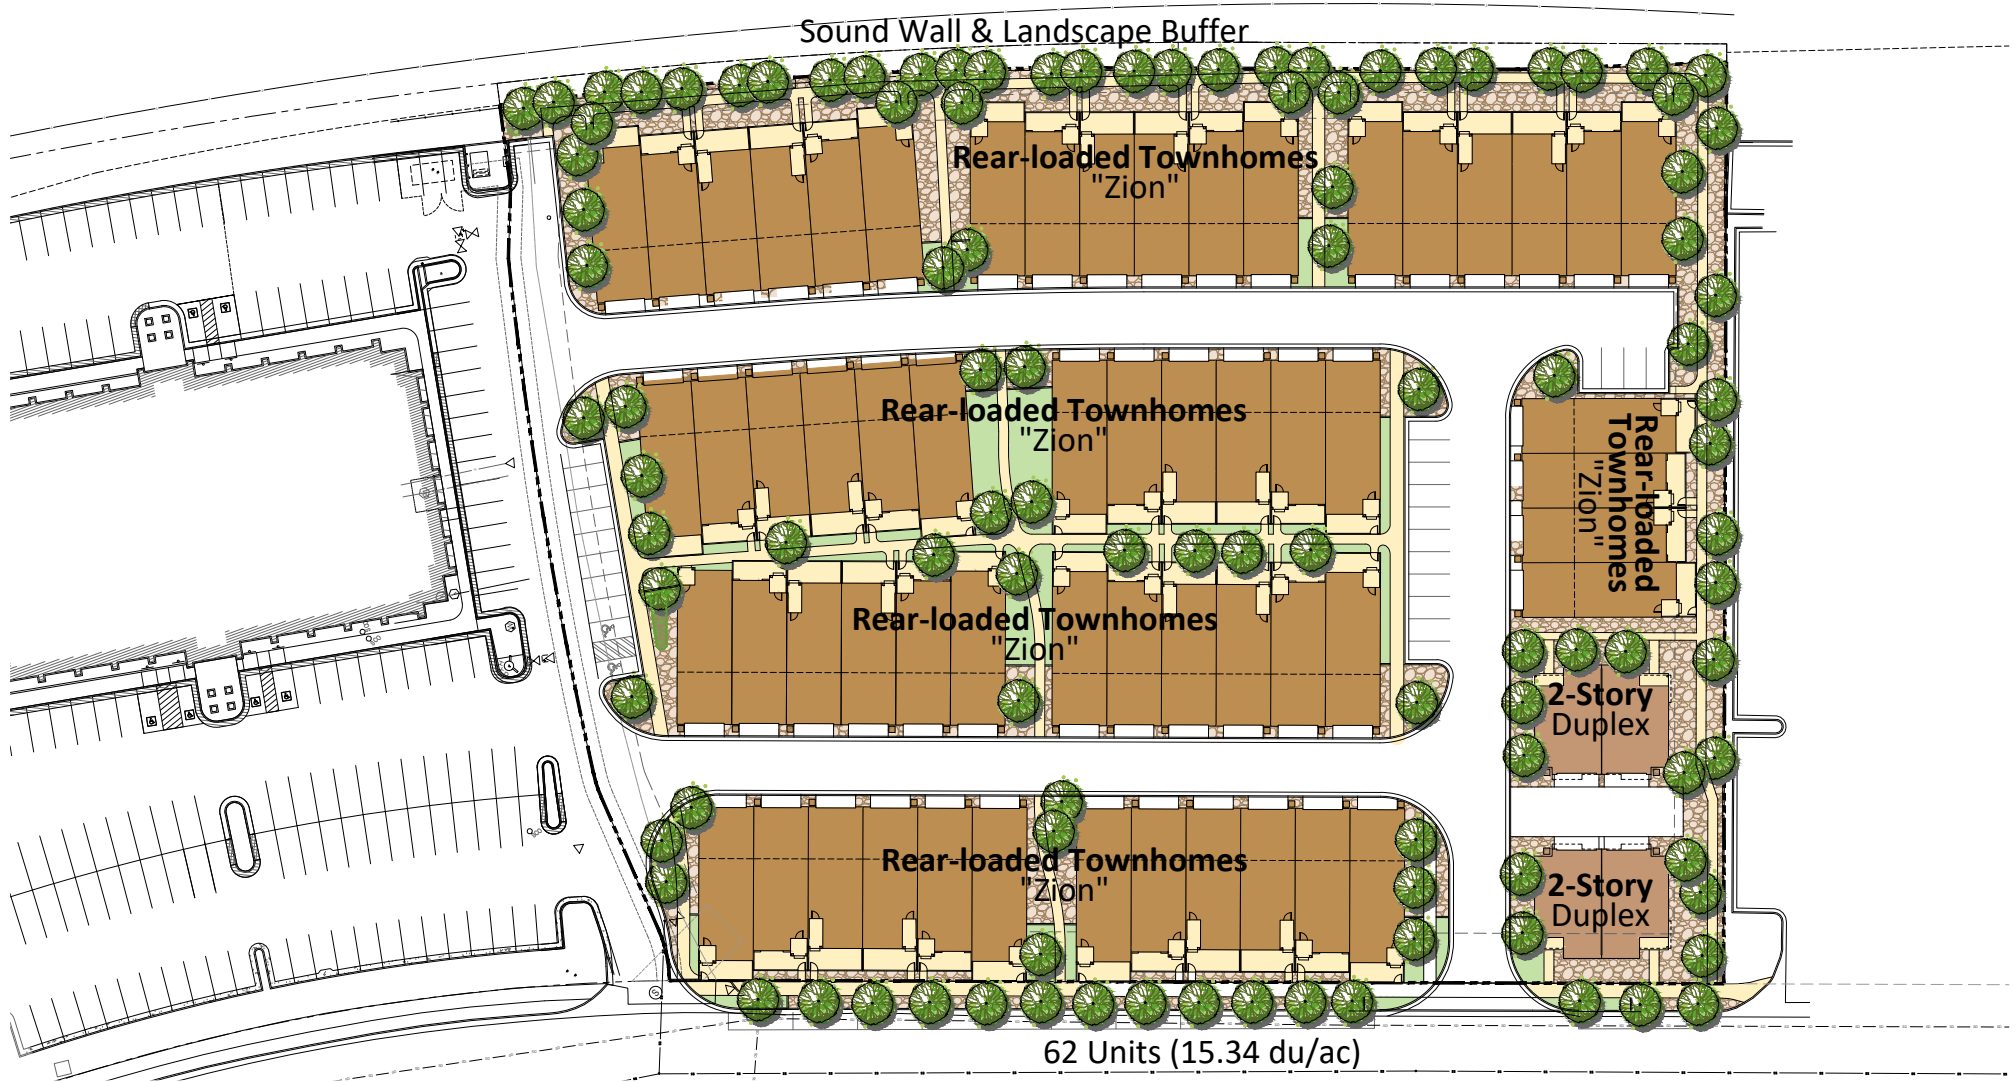 Sound Wall & Landscape Buffer
Rear-loaded Townhomes
"Zion"
Rear-loaded Townhomes
"Zion"
Rear-loaded
Townhomes
"Zion"
Rear-loaded Townhomes
"Zion"
2-Story
Duplex
Rear-loaded Townhomes
"Zion"
2-Story
Duplex
62 Units (15.34 du/ac)